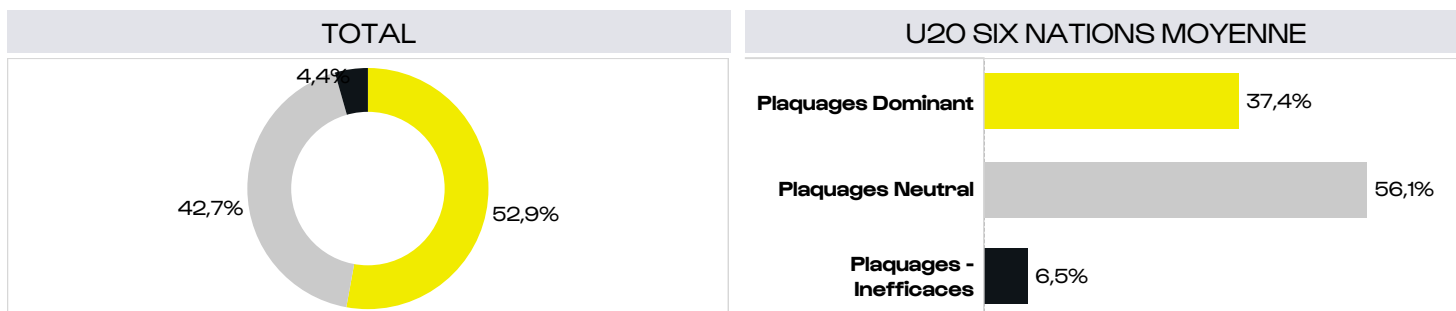 TOTAL
4,4%
42,7%
52,9%
U20 SIX NATIONS MOYENNE
Plaquages Dominant
37,4%
Plaquages Neutral
56,1%
Plaquages -
Inefficaces
6,5%